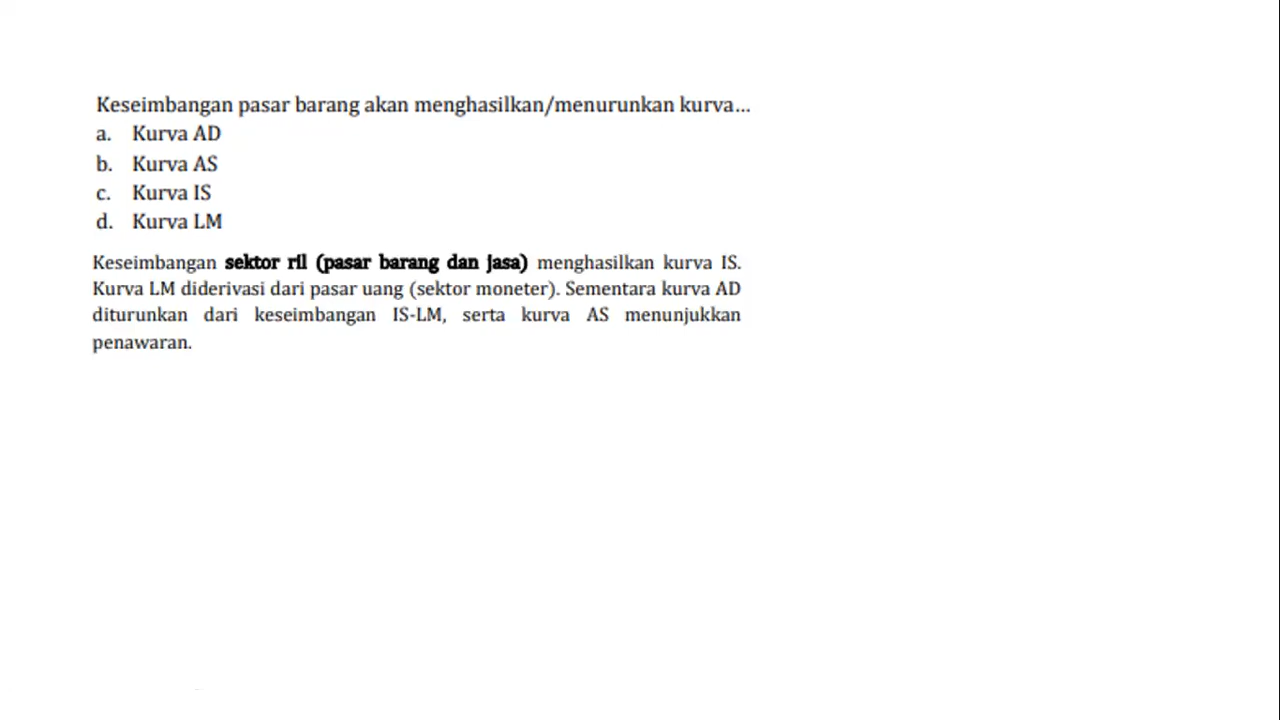 Keseimbangan pasar barang akan menghasilkan/menurunkan kurva...
a. Kurva AD
b. Kurva AS
c. Kurva IS
d. Kurva LM
Keseimbangan sektor ril (pasar barang dan jasa) menghasilkan kurva IS.
Kurva LM diderivasi dari pasar uang (sektor moneter). Sementara kurva AD
diturunkan dari keseimbangan IS-LM, serta kurva AS menunjukkan
penawaran.